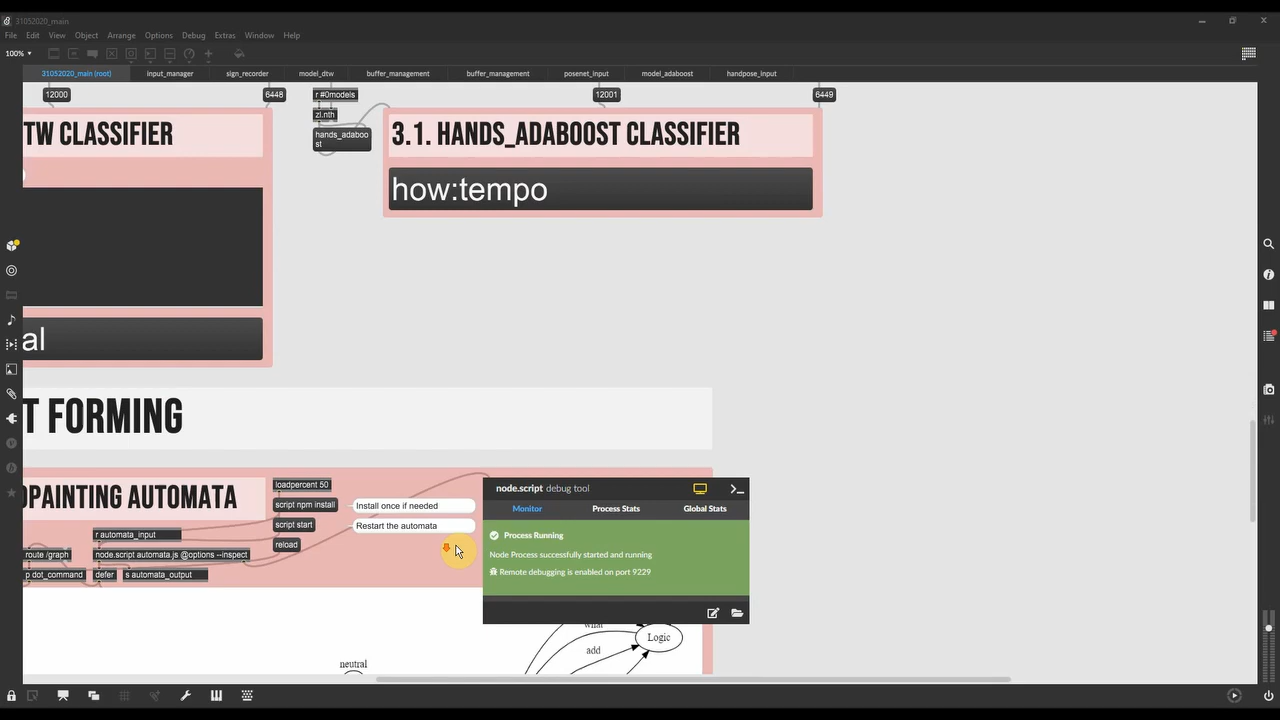 31052020_main
File Edit View Object Arrange Options Debug Extras Window Help
100%
31052020_main (root) input_manager sign_recorder model_dtw buffer_management buffer_management posenet_input model_adaboost handpose_input
12000 6448 r #0models 12001 6449
zl.nth
hands_adaboo
st
TW CLASSIFIER
3.1. HANDS_ADABOOST CLASSIFIER
how:tempo
al
T FORMING
OPAINTING AUTOMATA
loadpercent 50
script npm install Install once if needed
script start Restart the automata
reload
r automata_input
route /graph node.script automata.js @options --inspect
p dot_command defer s automata_output
node.script debug tool
Monitor Process Stats Global Stats
Process Running
Node Process successfully started and running
Remote debugging is enabled on port 9229
what
Logic
add
neutral